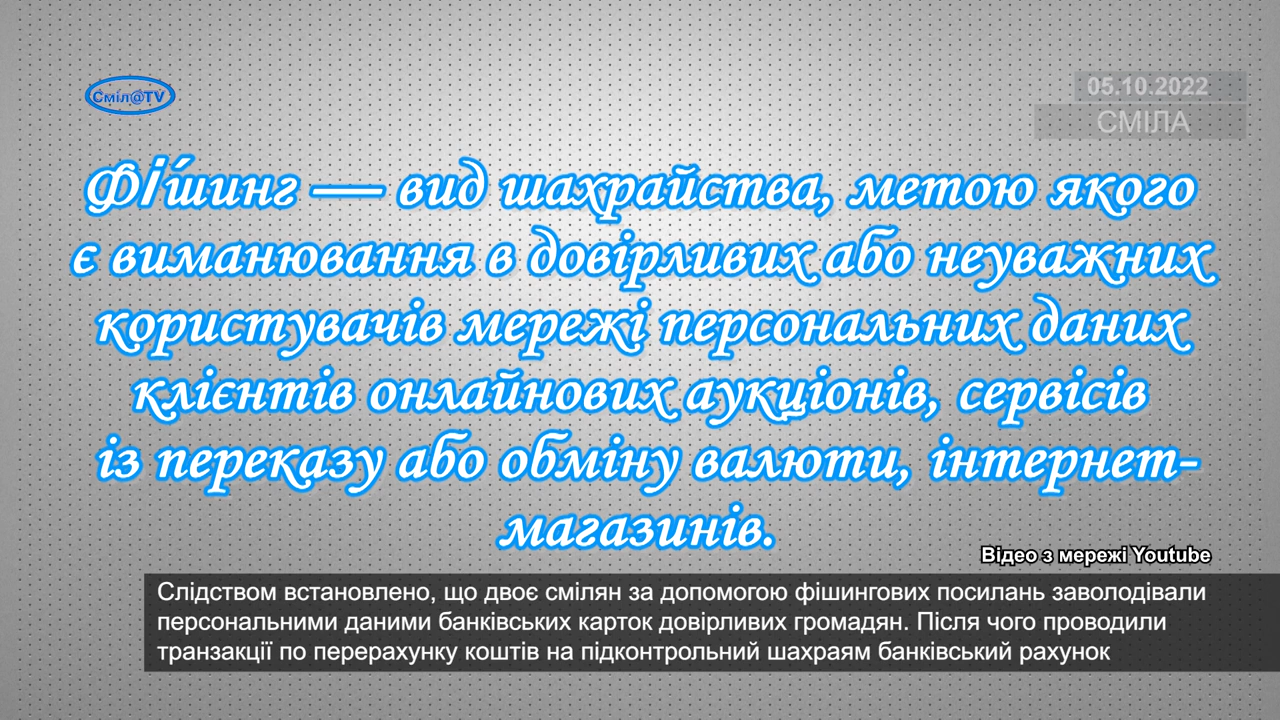 Сміл@TV
05.10.2022
СМІЛА
Фі́шинг — вид шахрайства, метою якого
є виманювання в довірливих або неуважних
користувачів мережі персональних даних
клієнтів онлайнових аукціонів, сервісів
із переказу або обміну валюти, інтернет-
магазинів.
Відео з мережі Youtube
Слідством встановлено, що двоє смілян за допомогою фішингових посилань заволодівали
персональними даними банківських карток довірливих громадян. Після чого проводили
транзакції по перерахунку коштів на підконтрольний шахраям банківський рахунок